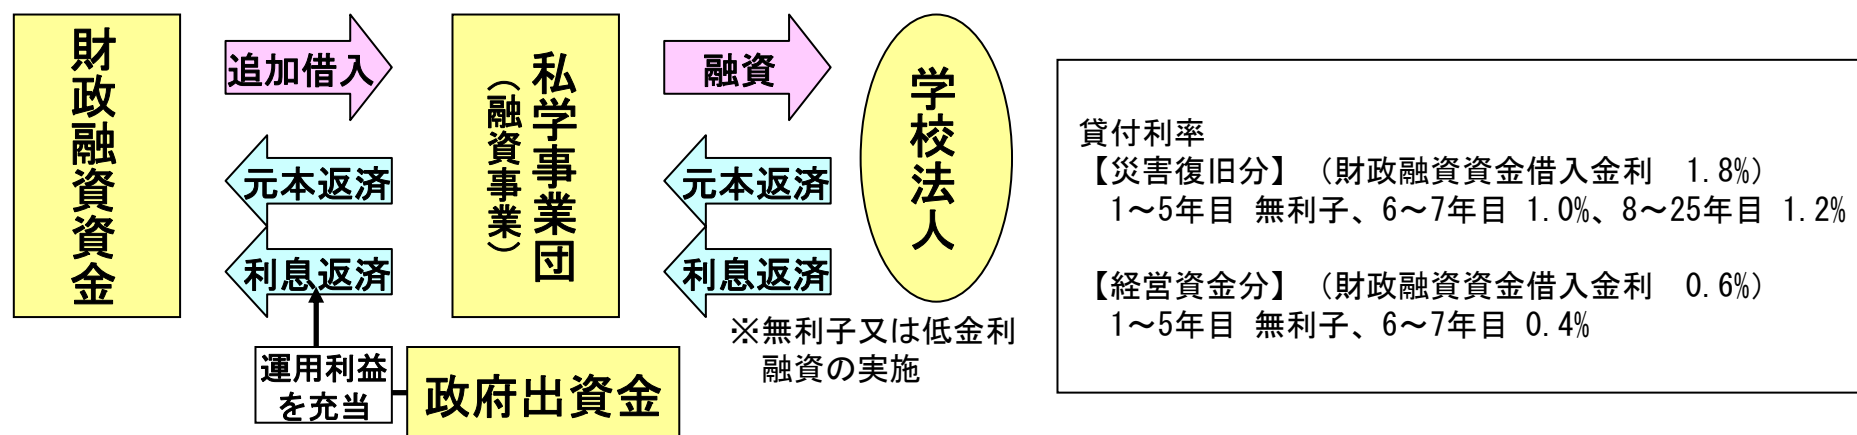 財政融資資金
追加借入
元本返済
利息返済
運用利益
を充当
政府出資金
私学事業団
（融資事業）
融資
元本返済
利息返済
※無利子又は低金利
融資の実施
学校法人
貸付利率
【災害復旧分】（財政融資資金借入金利　1.8%）
1～5年目 無利子、6～7年目 1.0%、8～25年目 1.2%
【経営資金分】（財政融資資金借入金利　0.6%）
1～5年目 無利子、6～7年目 0.4%